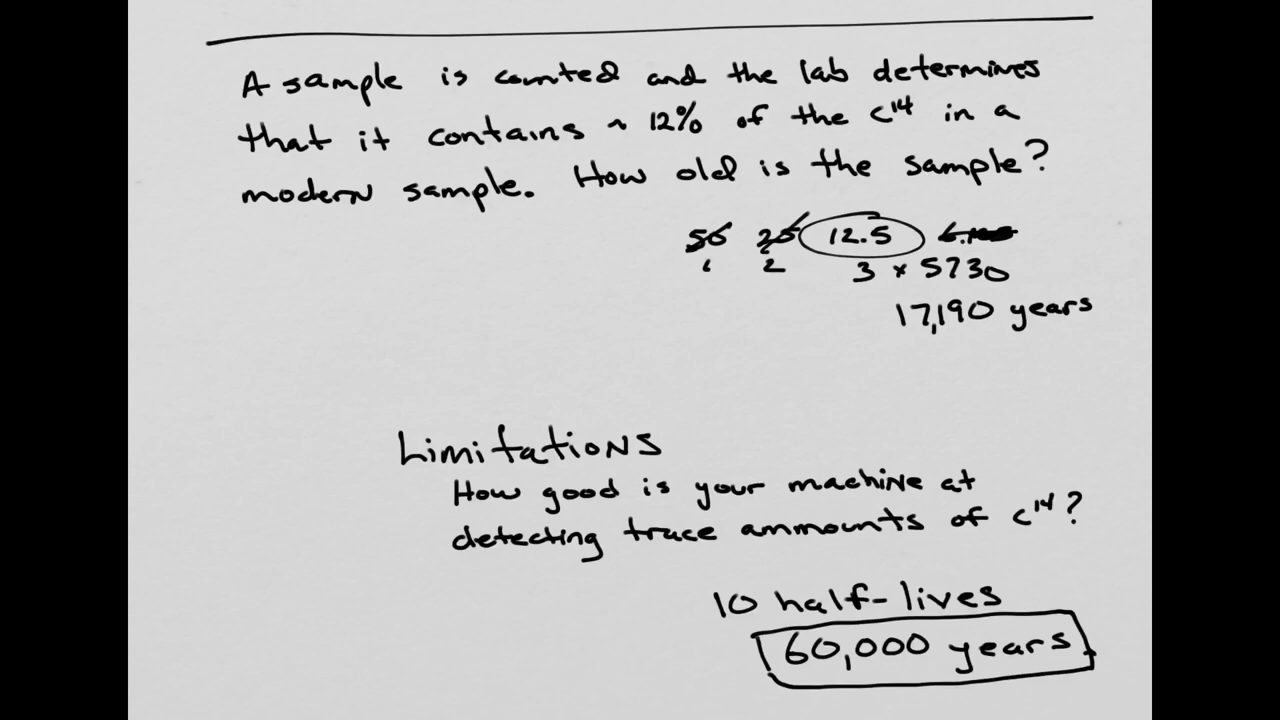 A sample is counted and the lab determines
that it contains ~ 12% of the C¹⁴ in a
modern sample. How old is the sample?
50 25 12.5
1 2 3 × 5730
17,190 years
Limitations
How good is your machine at
detecting trace ammounts of C¹⁴?
10 half-lives
60,000 years